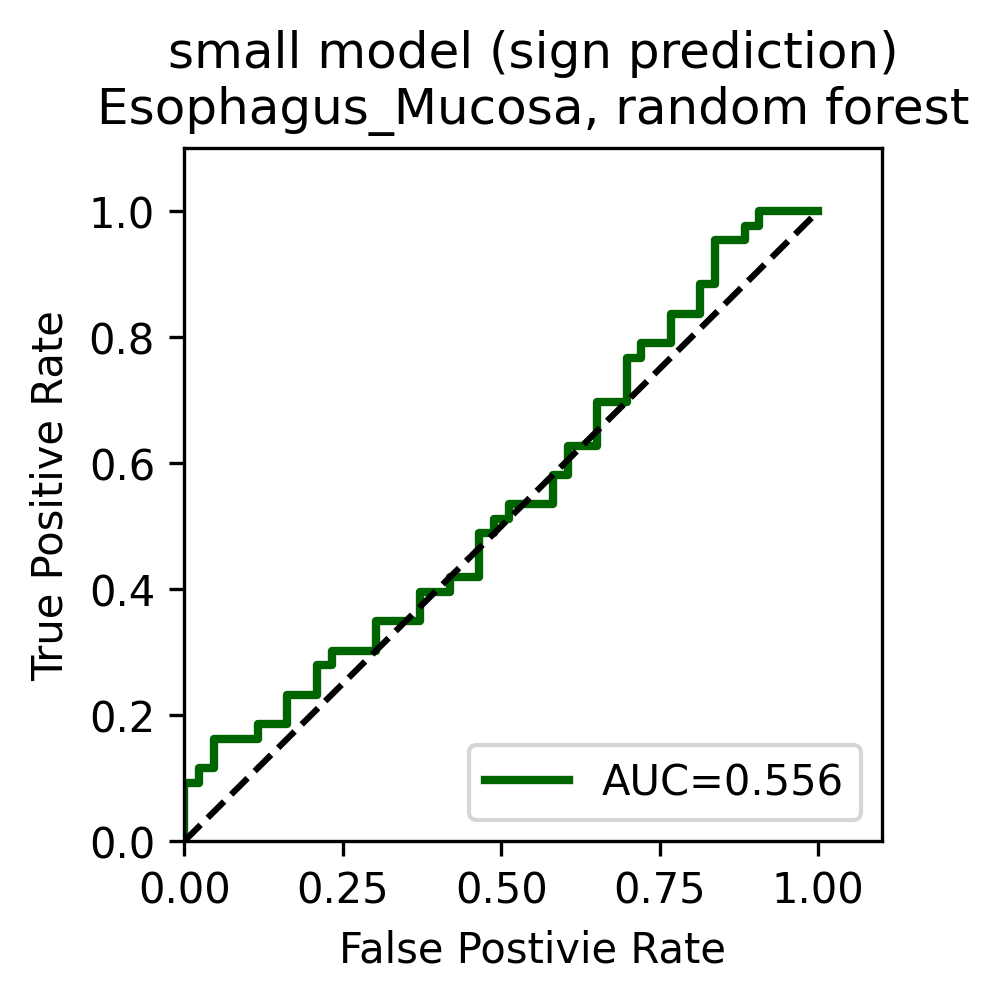 small model (sign prediction)
Esophagus_Mucosa, random forest
True Positive Rate
1.0
0.8
0.6
0.4
0.2
0.0
AUC=0.556
0.00 0.25 0.50 0.75 1.00
False Postivie Rate